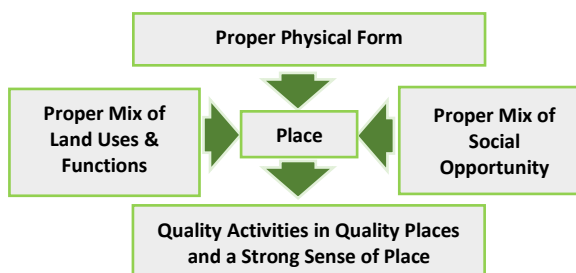 Proper Physical Form
Proper Mix of
Land Uses &
Functions
Place
Proper Mix of
Social
Opportunity
Quality Activities in Quality Places
and a Strong Sense of Place